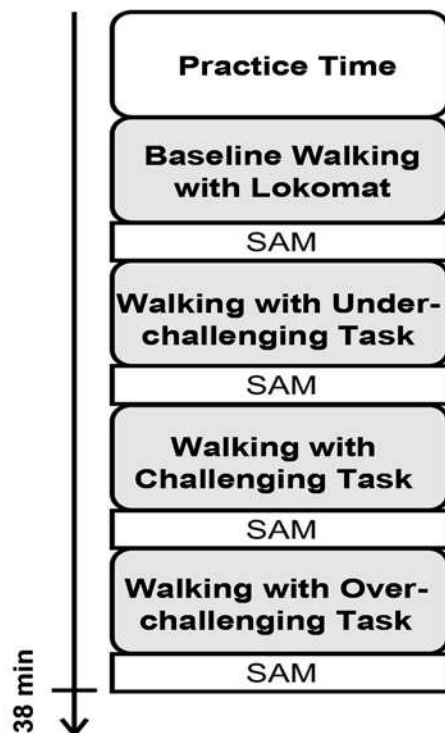 Practice Time
Baseline Walking
with Lokomat
SAM
Walking with Under-
challenging Task
SAM
Walking with
Challenging Task
SAM
Walking with Over-
challenging Task
SAM
38 min